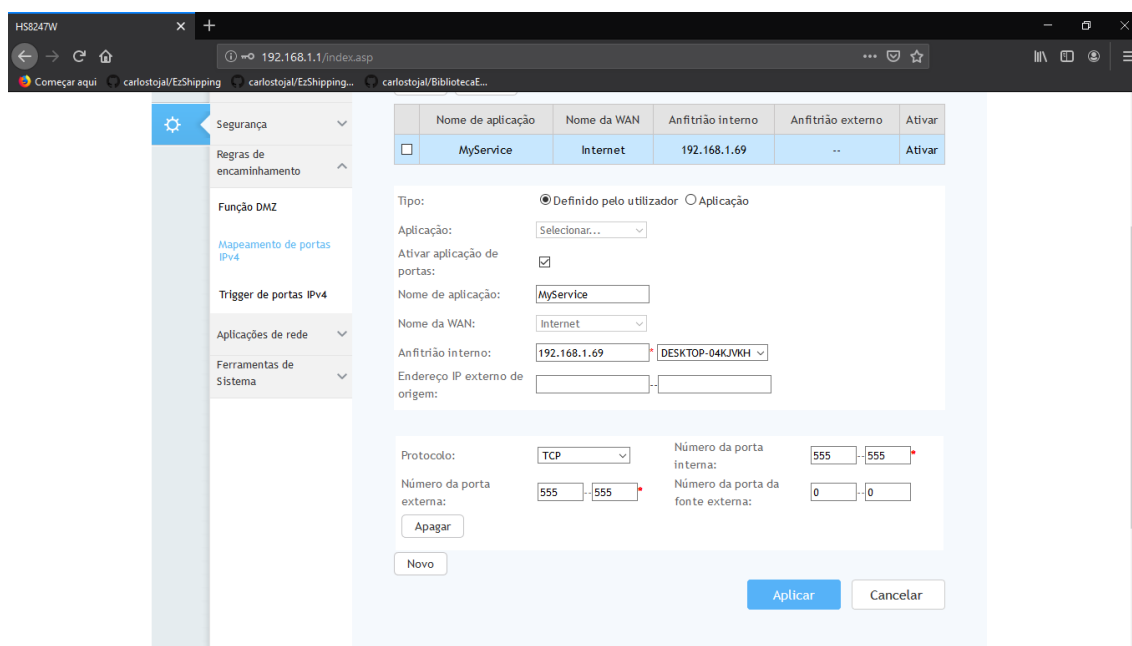 HS8247W
192.168.1.1/index.asp
Começar aqui carlostojal/EzShipping carlostojal/EzShipping... carlostojal/BibliotecaE...
Segurança
Regras de
encaminhamento
Função DMZ
Mapeamento de portas
IPv4
Trigger de portas IPv4
Aplicações de rede
Ferramentas de
Sistema
Nome de aplicação Nome da WAN Anfitrião interno Anfitrião externo Ativar
MyService Internet 192.168.1.69 -- Ativar
Tipo: Definido pelo utilizador Aplicação
Aplicação: Selecionar...
Ativar aplicação de
portas:
Nome de aplicação: MyService
Nome da WAN: Internet
Anfitrião interno: 192.168.1.69 * DESKTOP-04KJVKH
Endereço IP externo de
origem: --
Protocolo: TCP
Número da porta
interna: 555 -- 555 *
Número da porta
externa: 555 -- 555 *
Número da porta da
fonte externa: 0 -- 0
Apagar
Novo
Aplicar Cancelar